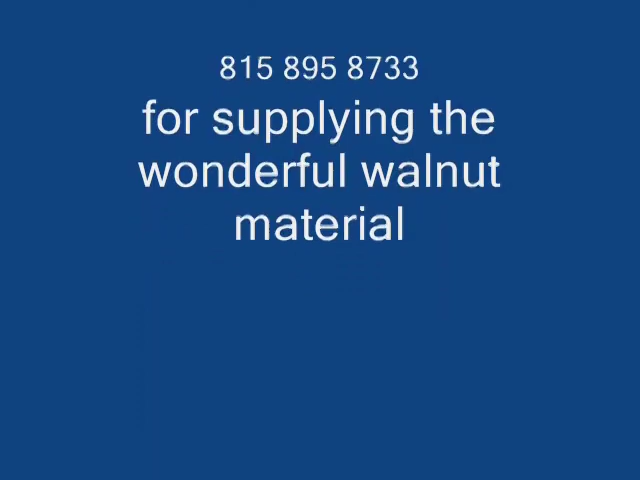 815 895 8733
for supplying the
wonderful walnut
material